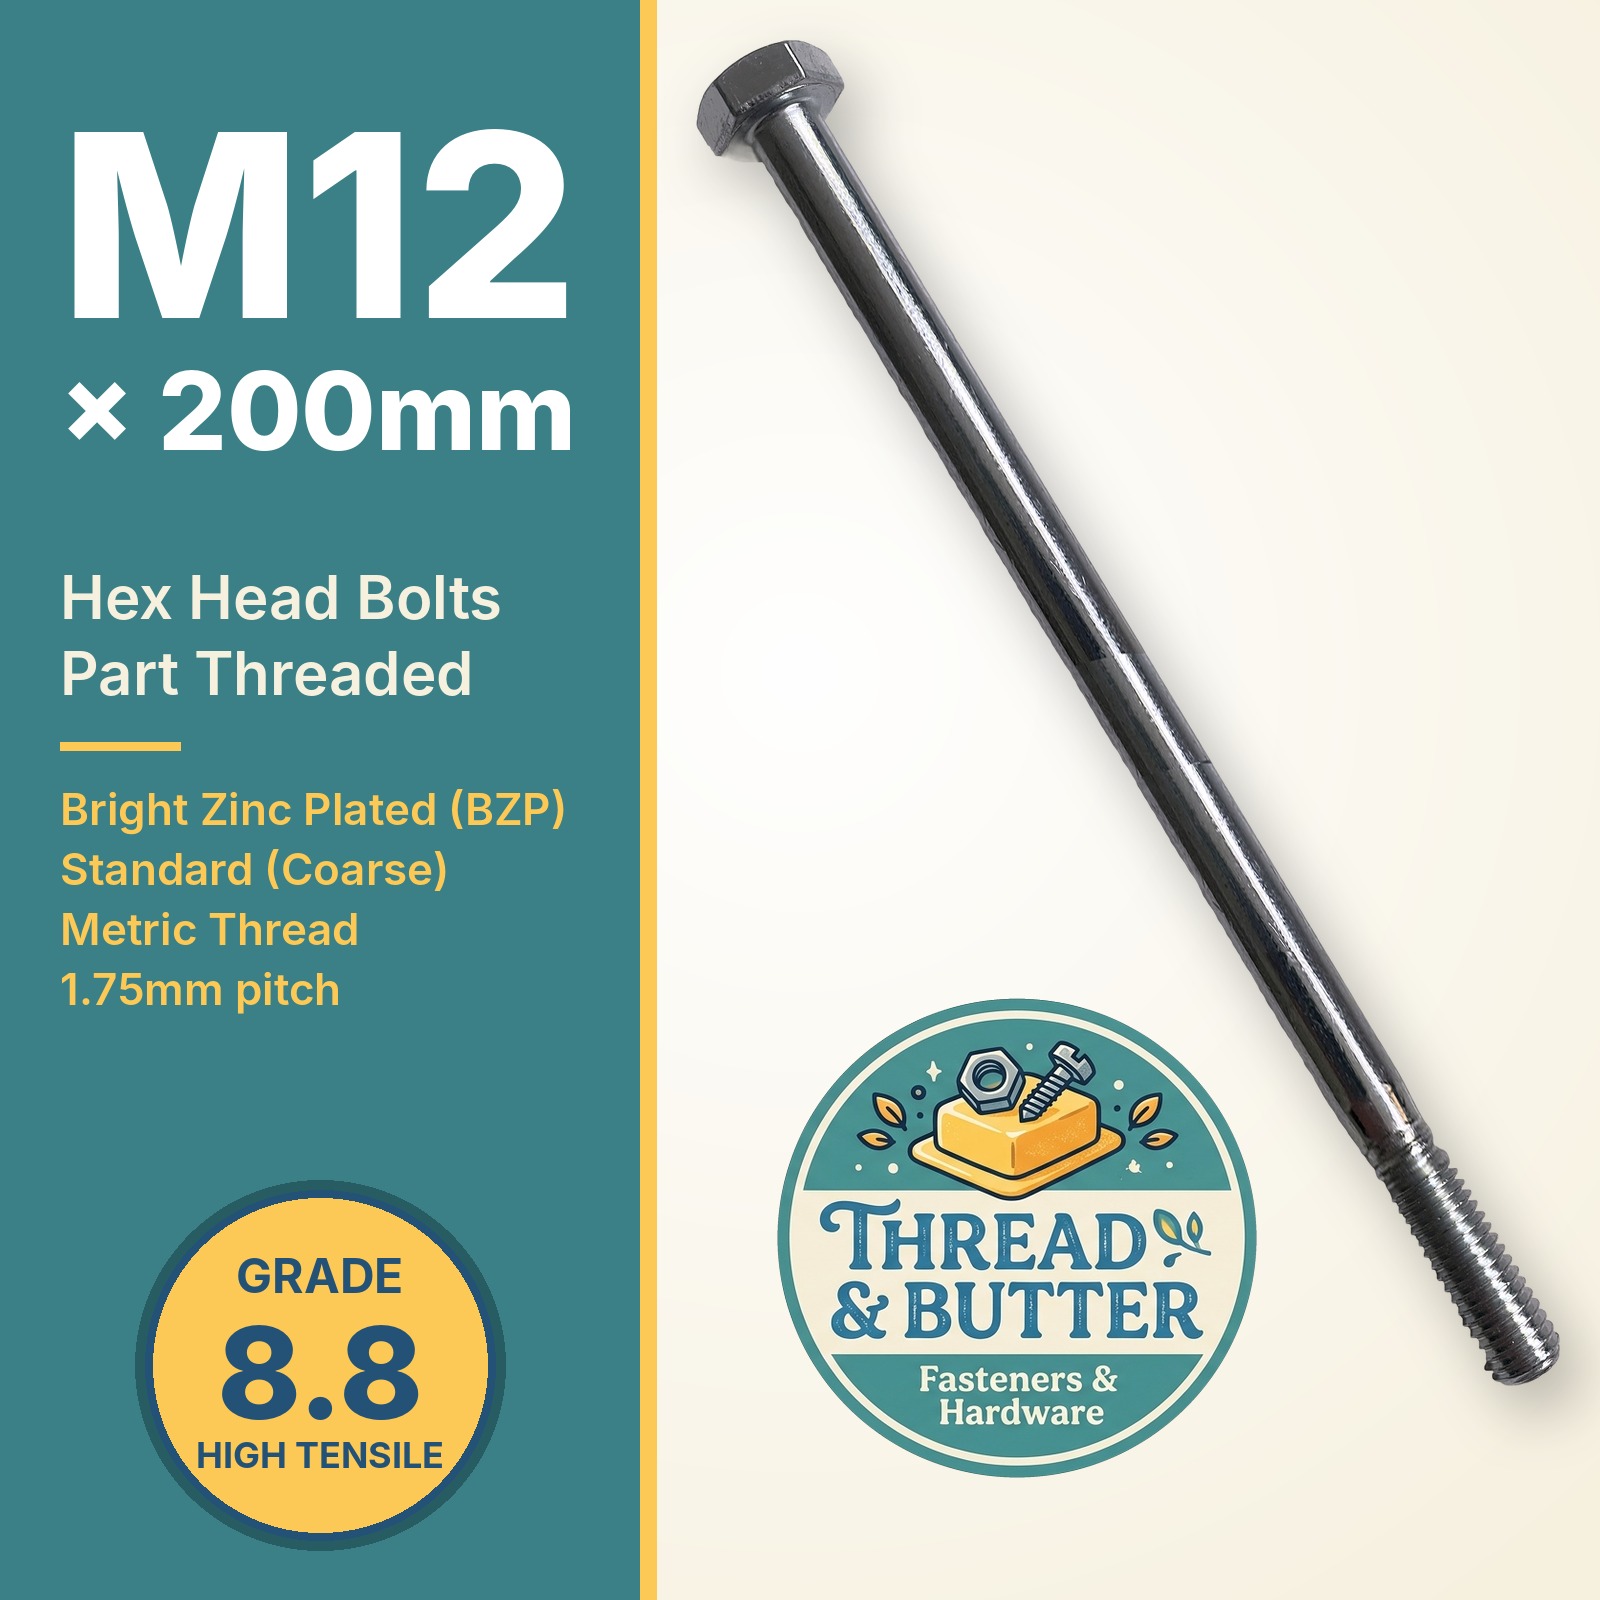 M12
× 200mm
Hex Head Bolts
Part Threaded
Bright Zinc Plated (BZP)
Standard (Coarse)
Metric Thread
1.75mm pitch
GRADE
8.8
HIGH TENSILE
THREAD
& BUTTER
Fasteners &
Hardware